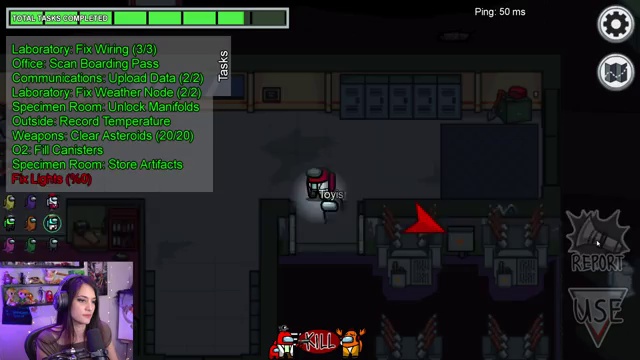 TOTAL TASKS COMPLETED
Ping: 50 ms
Laboratory: Fix Wiring (3/3)
Office: Scan Boarding Pass
Communications: Upload Data (2/2)
Laboratory: Fix Weather Node (2/2)
Specimen Room: Unlock Manifolds
Outside: Record Temperature
Weapons: Clear Asteroids (20/20)
O2: Fill Canisters
Specimen Room: Store Artifacts
Fix Lights (%0)
Tasks
Toyis
REPORT
USE
KILL